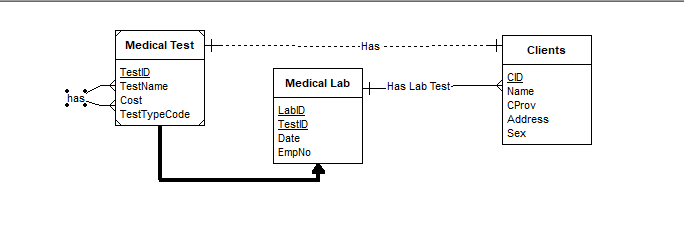 Medical Test
TestID
TestName
Cost
TestTypeCode
has
Has
Medical Lab
LabID
TestID
Date
EmpNo
Has Lab Test
Clients
CID
Name
CProv
Address
Sex